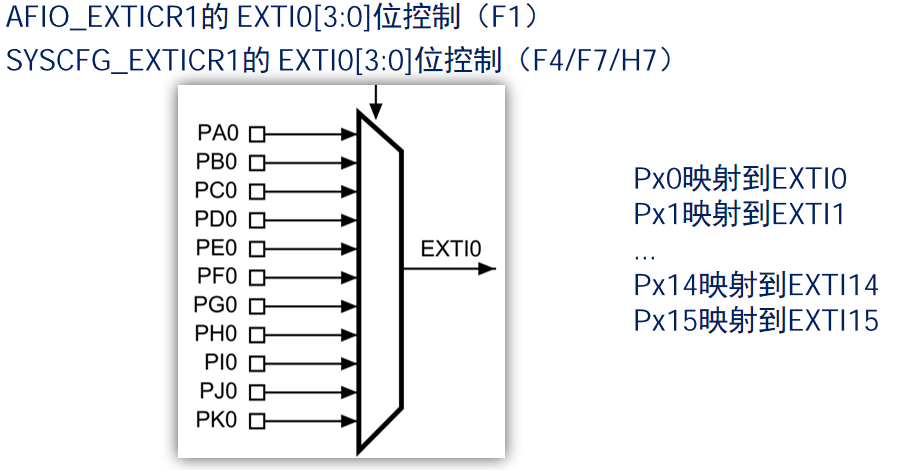 AFIO_EXTICR1的 EXTI0[3:0]位控制（F1）
SYSCFG_EXTICR1的 EXTI0[3:0]位控制（F4/F7/H7）
PA0
PB0
PC0
PD0
PE0
PF0
PG0
PH0
PI0
PJ0
PK0
EXTI0
Px0映射到EXTI0
Px1映射到EXTI1
...
Px14映射到EXTI14
Px15映射到EXTI15